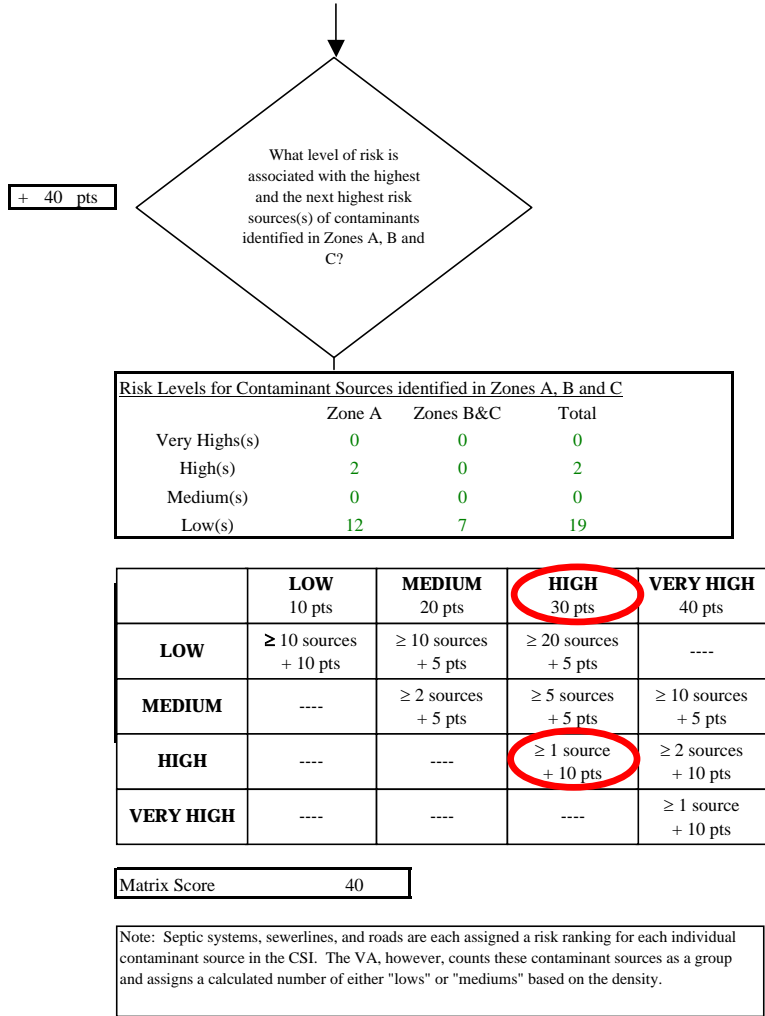 What level of risk is
associated with the highest
and the next highest risk
sources(s) of contaminants
identified in Zones A, B and
C?
+ 40 pts
Risk Levels for Contaminant Sources identified in Zones A, B and C
Zone A Zones B&C Total
Very Highs(s) 0 0 0
High(s) 2 0 2
Medium(s) 0 0 0
Low(s) 12 7 19
LOW MEDIUM HIGH VERY HIGH
10 pts 20 pts 30 pts 40 pts
LOW ≥ 10 sources ≥ 10 sources ≥ 20 sources ----
+ 10 pts + 5 pts + 5 pts
MEDIUM ---- ≥ 2 sources ≥ 5 sources ≥ 10 sources
+ 5 pts + 5 pts + 5 pts
HIGH ---- ---- ≥ 1 source ≥ 2 sources
+ 10 pts + 10 pts
VERY HIGH ---- ---- ---- ≥ 1 source
+ 10 pts
Matrix Score 40
Note: Septic systems, sewerlines, and roads are each assigned a risk ranking for each individual
contaminant source in the CSI. The VA, however, counts these contaminant sources as a group
and assigns a calculated number of either "lows" or "mediums" based on the density.